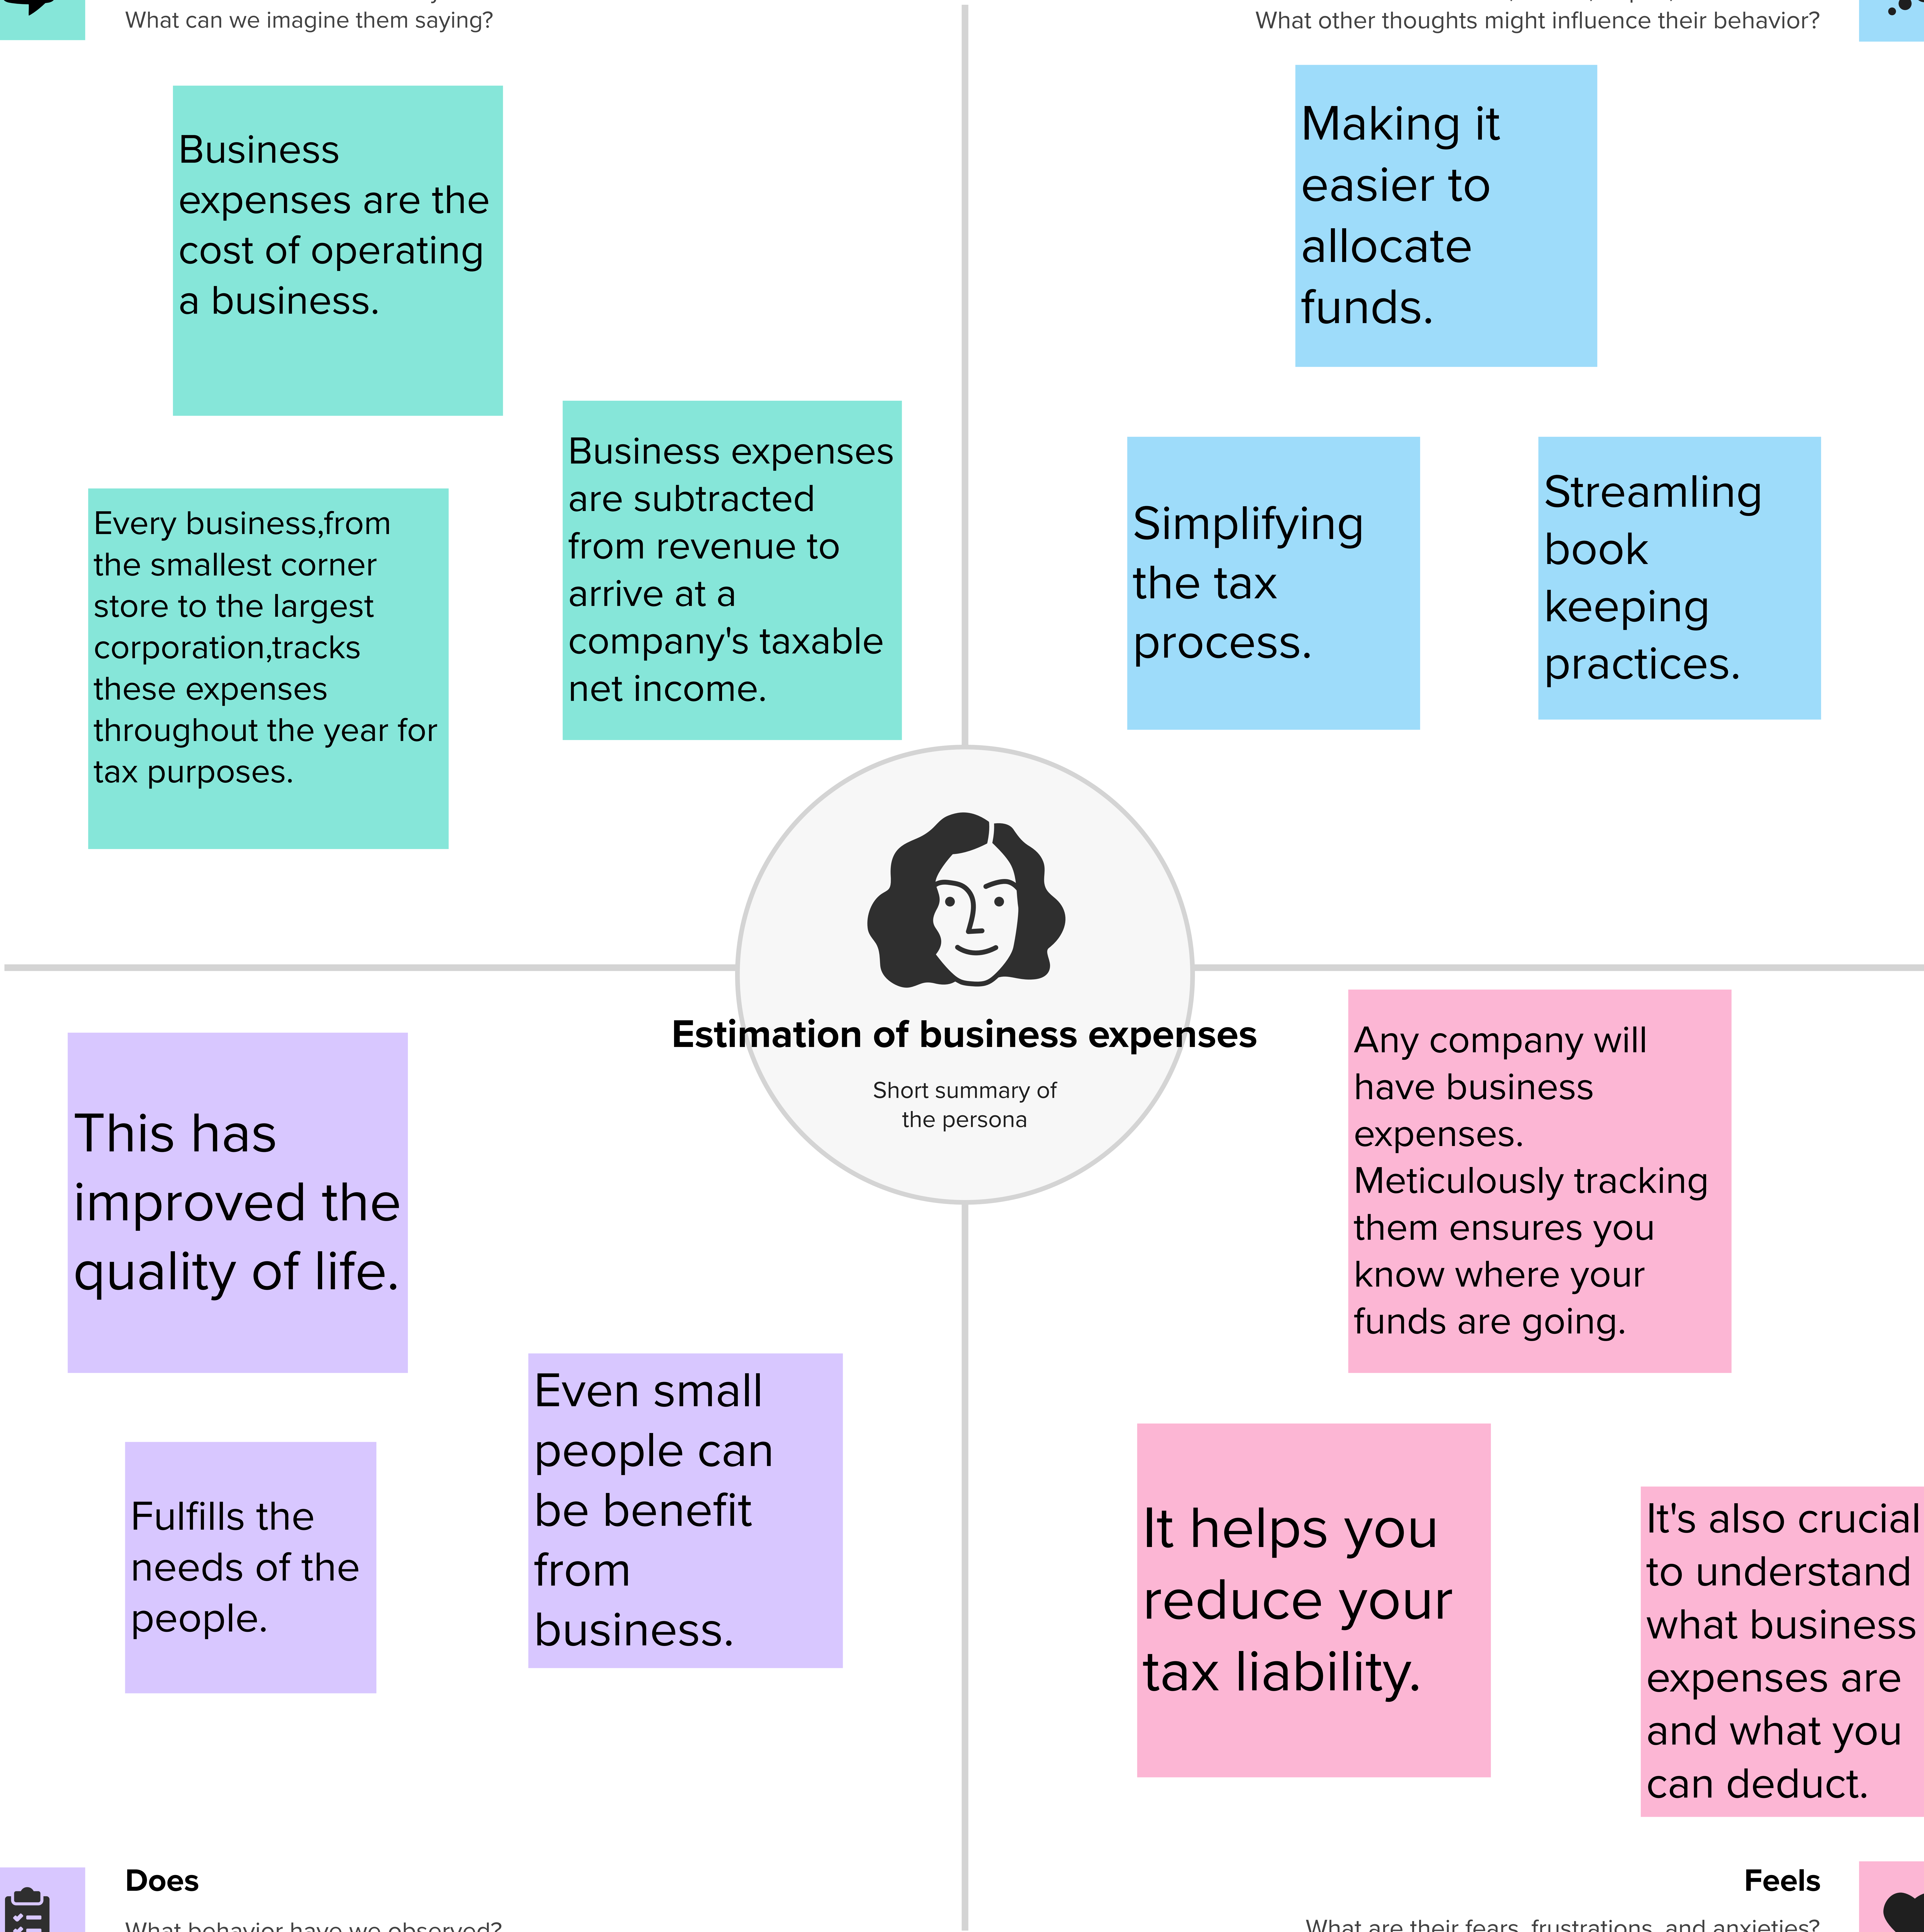 What can we imagine them saying?
What other thoughts might influence their behavior?
Business
expenses are the
cost of operating
a business.
Every business,from
the smallest corner
store to the largest
corporation,tracks
these expenses
throughout the year for
tax purposes.
Business expenses
are subtracted
from revenue to
arrive at a
company's taxable
net income.
Making it
easier to
allocate
funds.
Simplifying
the tax
process.
Streamling
book
keeping
practices.
Estimation of business expenses
Short summary of
the persona
This has
improved the
quality of life.
Fulfills the
needs of the
people.
Even small
people can
be benefit
from
business.
Any company will
have business
expenses.
Meticulously tracking
them ensures you
know where your
funds are going.
It helps you
reduce your
tax liability.
It's also crucial
to understand
what business
expenses are
and what you
can deduct.
Does
What behavior have we observed?
Feels
What are their fears, frustrations, and anxieties?